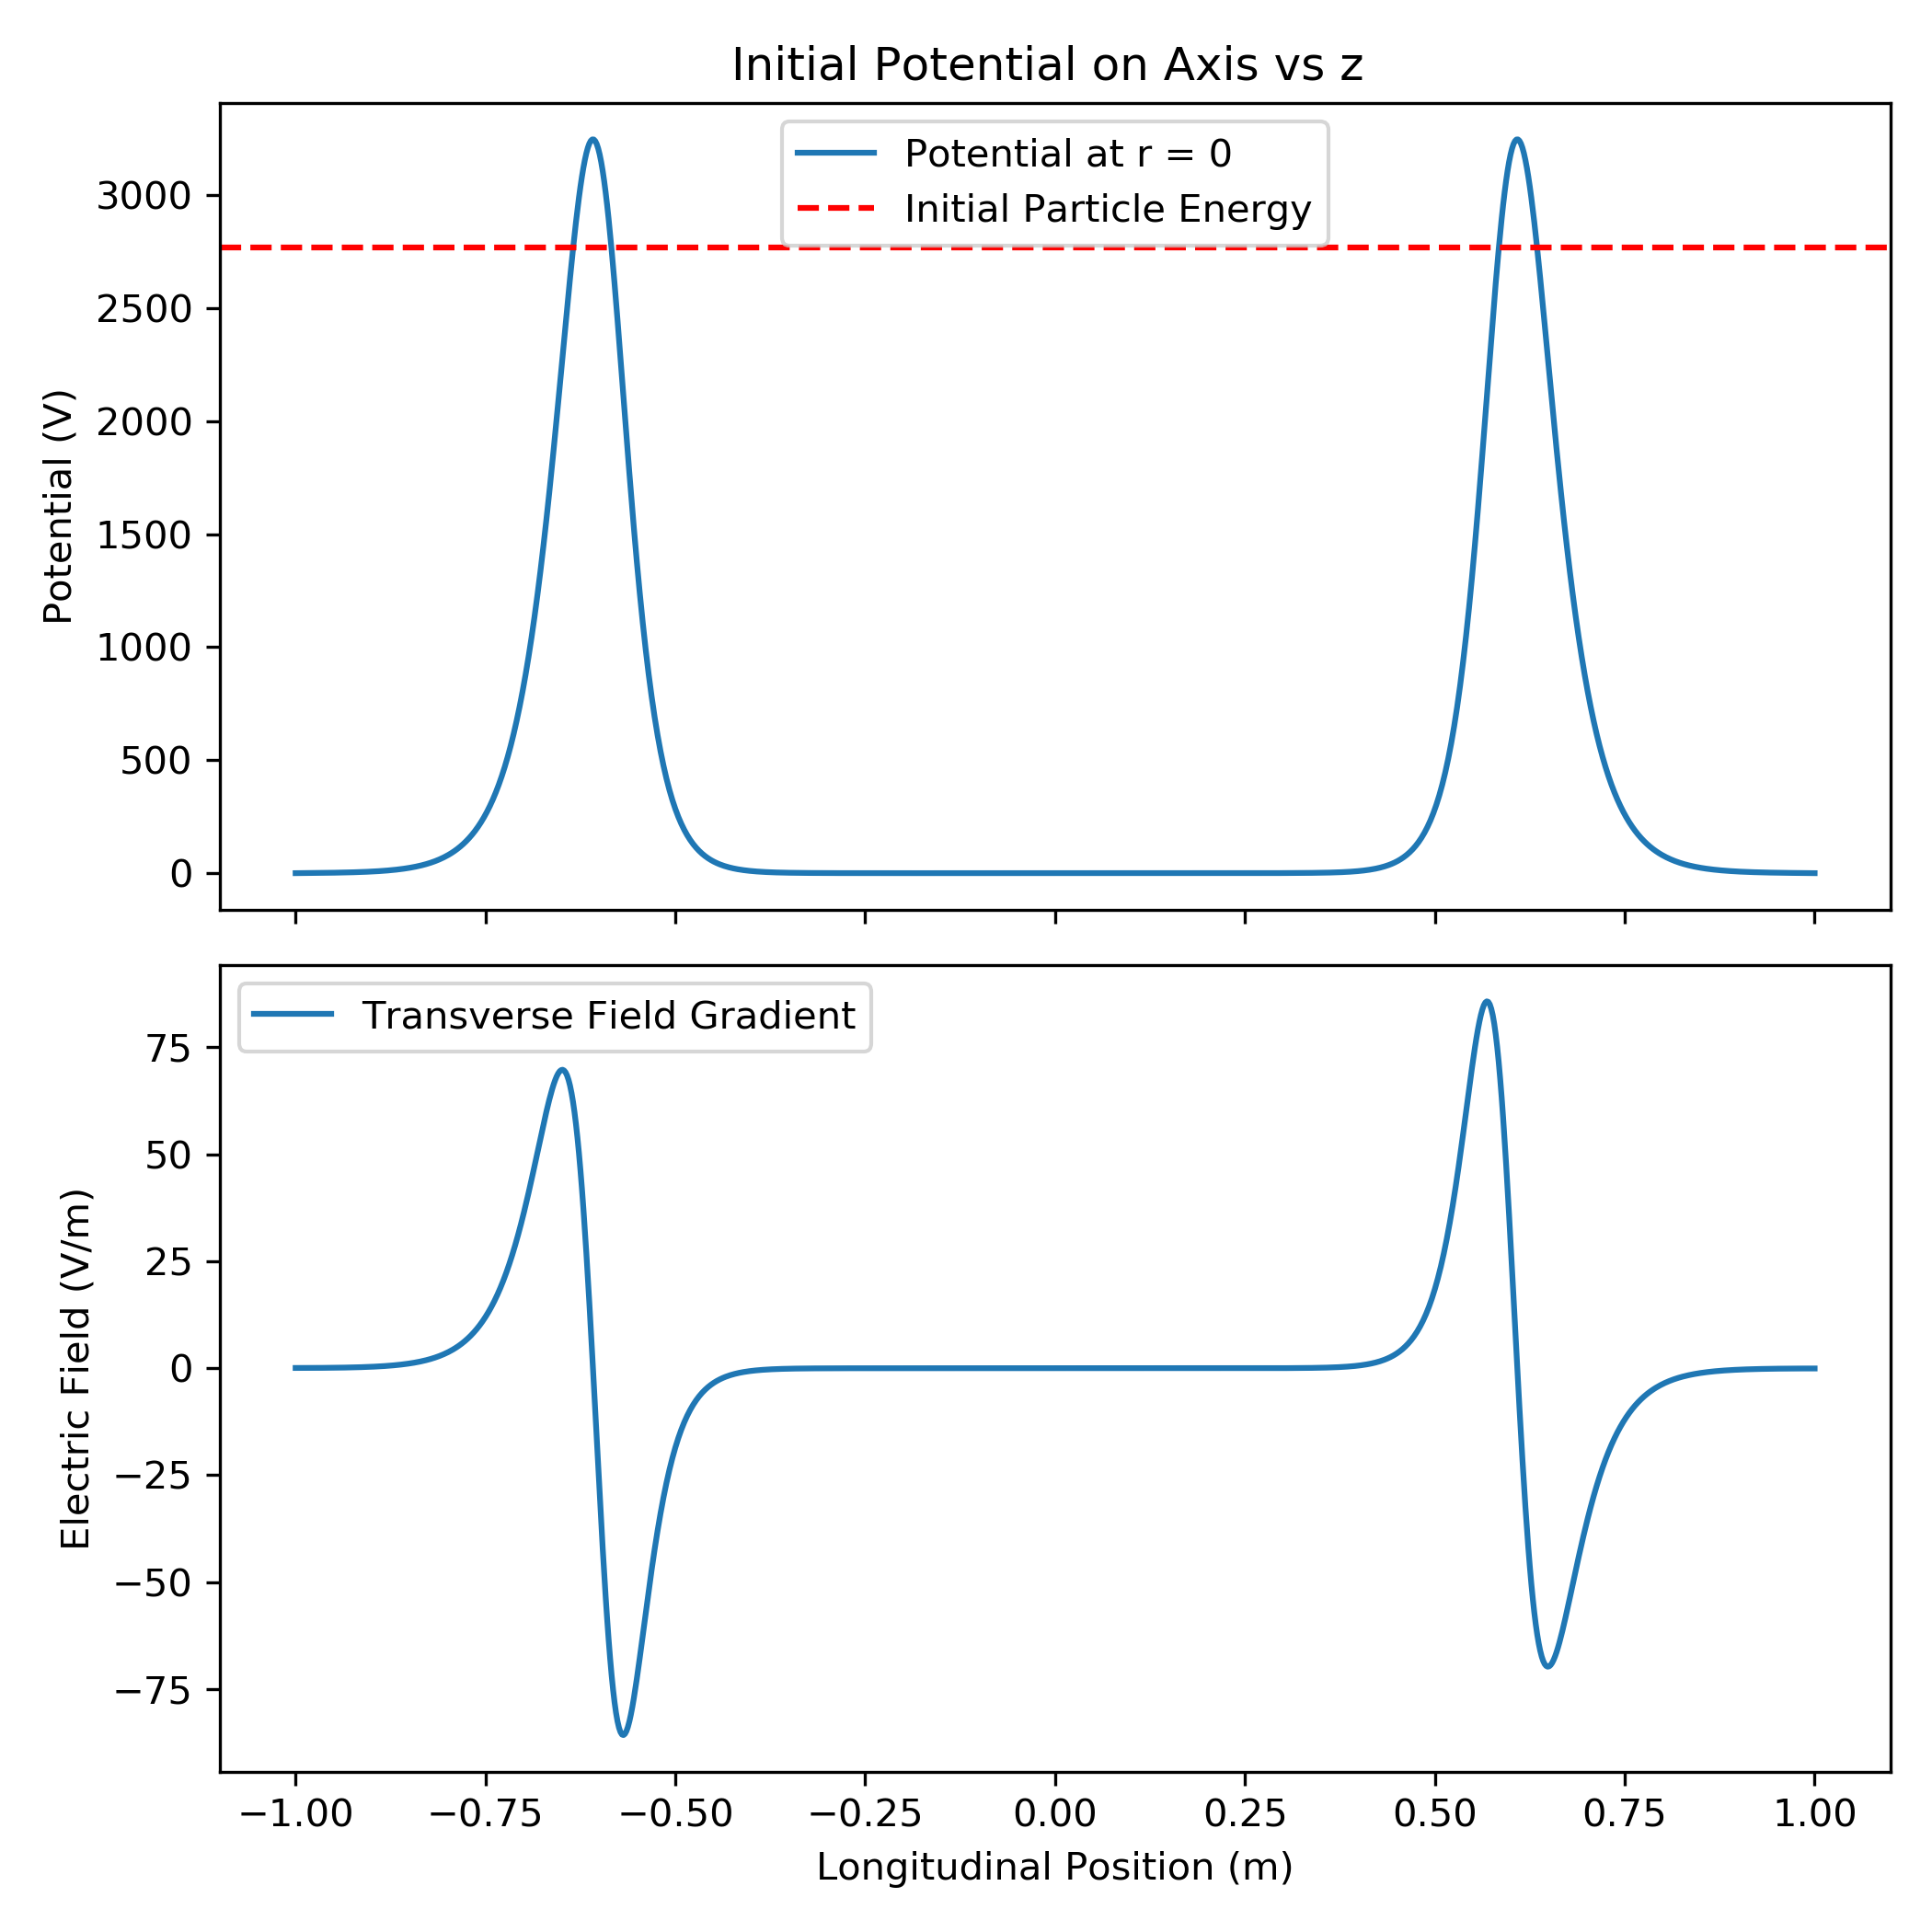 Initial Potential on Axis vs z
Potential at r = 0
Initial Particle Energy
Potential (V)
3000
2500
2000
1500
1000
500
0
Transverse Field Gradient
Electric Field (V/m)
75
50
25
0
−25
−50
−75
−1.00 −0.75 −0.50 −0.25 0.00 0.25 0.50 0.75 1.00
Longitudinal Position (m)